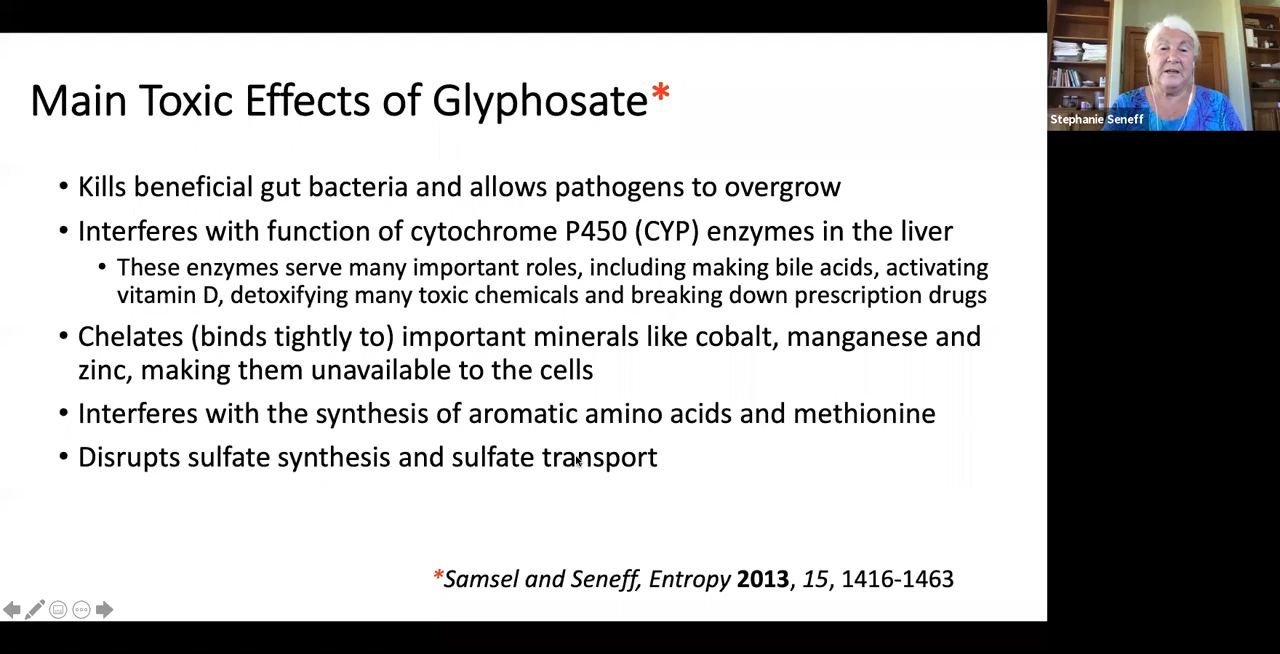 Main Toxic Effects of Glyphosate*
• Kills beneficial gut bacteria and allows pathogens to overgrow
• Interferes with function of cytochrome P450 (CYP) enzymes in the liver
• These enzymes serve many important roles, including making bile acids, activating
vitamin D, detoxifying many toxic chemicals and breaking down prescription drugs
• Chelates (binds tightly to) important minerals like cobalt, manganese and
zinc, making them unavailable to the cells
• Interferes with the synthesis of aromatic amino acids and methionine
• Disrupts sulfate synthesis and sulfate transport
*Samsel and Seneff, Entropy 2013, 15, 1416-1463
Stephanie Seneff